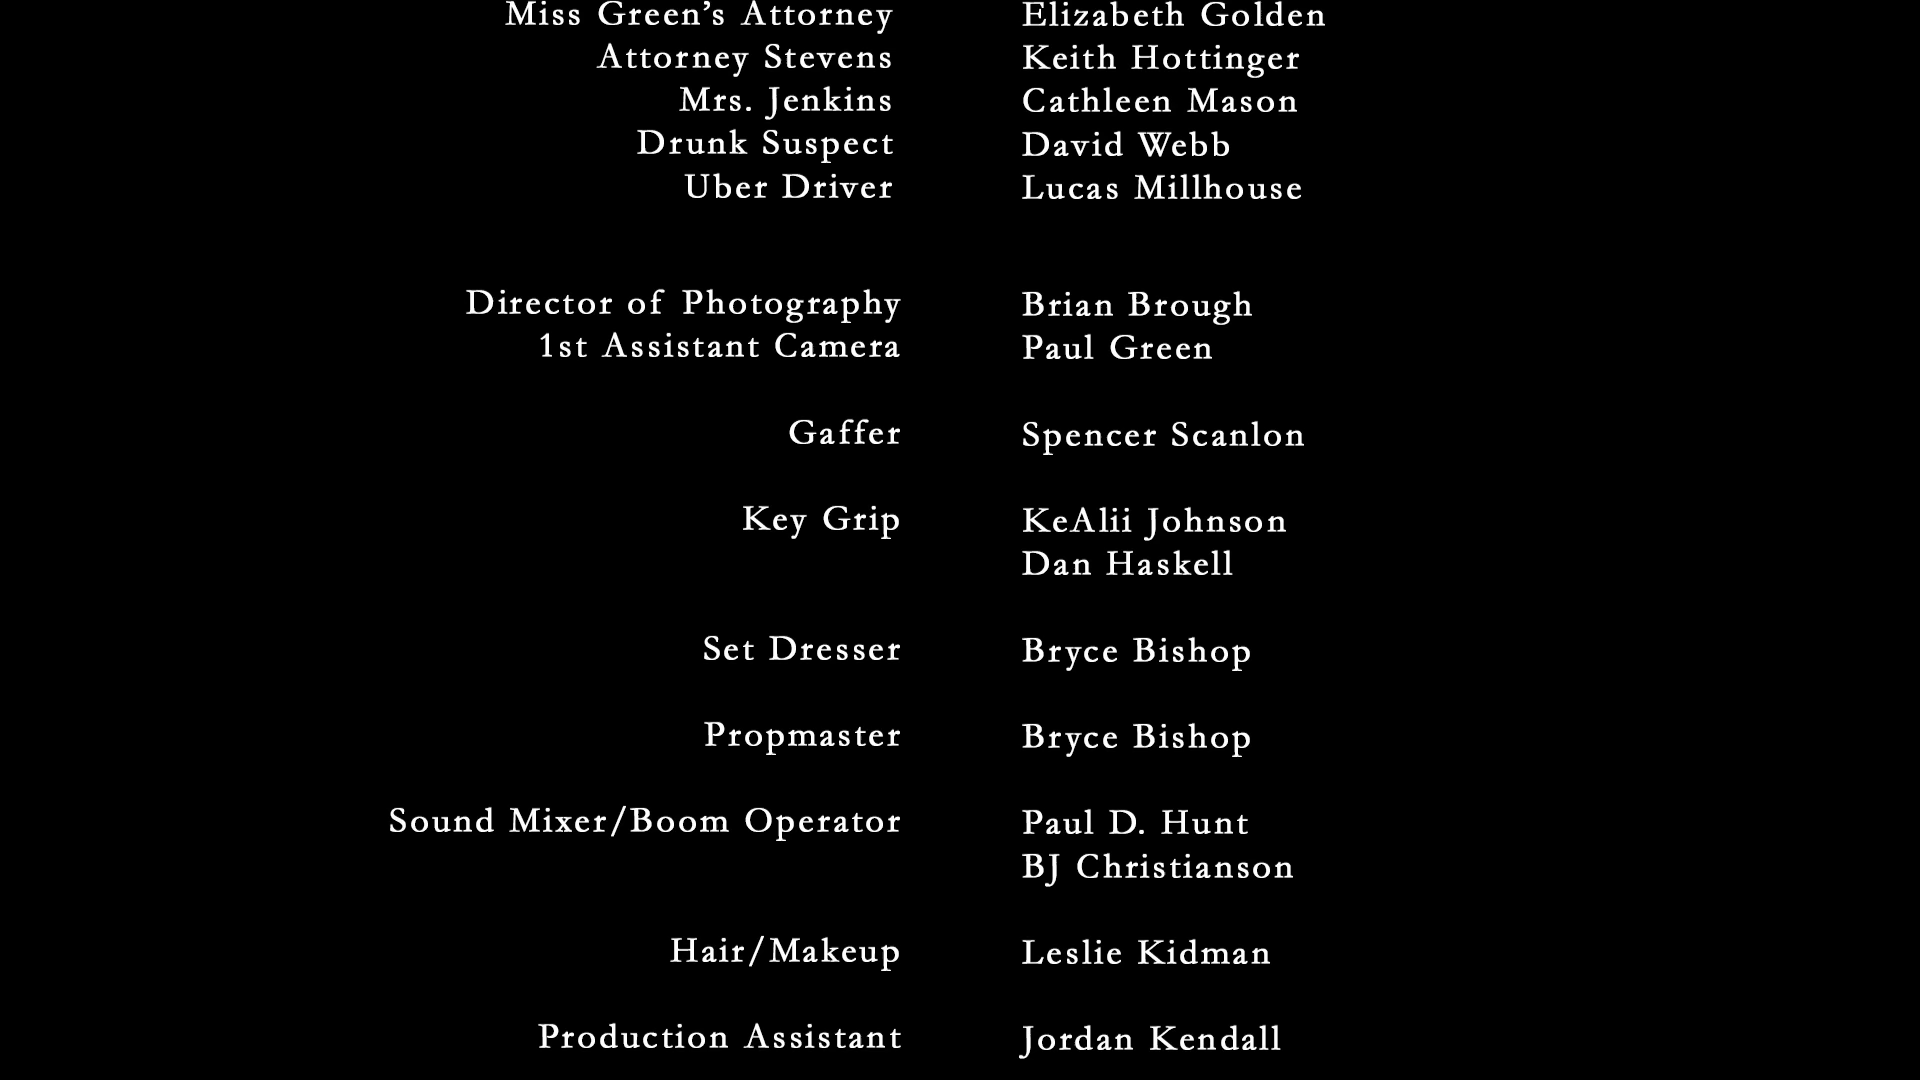 Miss Green's Attorney Elizabeth Golden
Attorney Stevens Keith Hottinger
Mrs. Jenkins Cathleen Mason
Drunk Suspect David Webb
Uber Driver Lucas Millhouse
Director of Photography Brian Brough
1st Assistant Camera Paul Green
Gaffer Spencer Scanlon
Key Grip KeAlii Johnson
Dan Haskell
Set Dresser Bryce Bishop
Propmaster Bryce Bishop
Sound Mixer/Boom Operator Paul D. Hunt
BJ Christianson
Hair/Makeup Leslie Kidman
Production Assistant Jordan Kendall